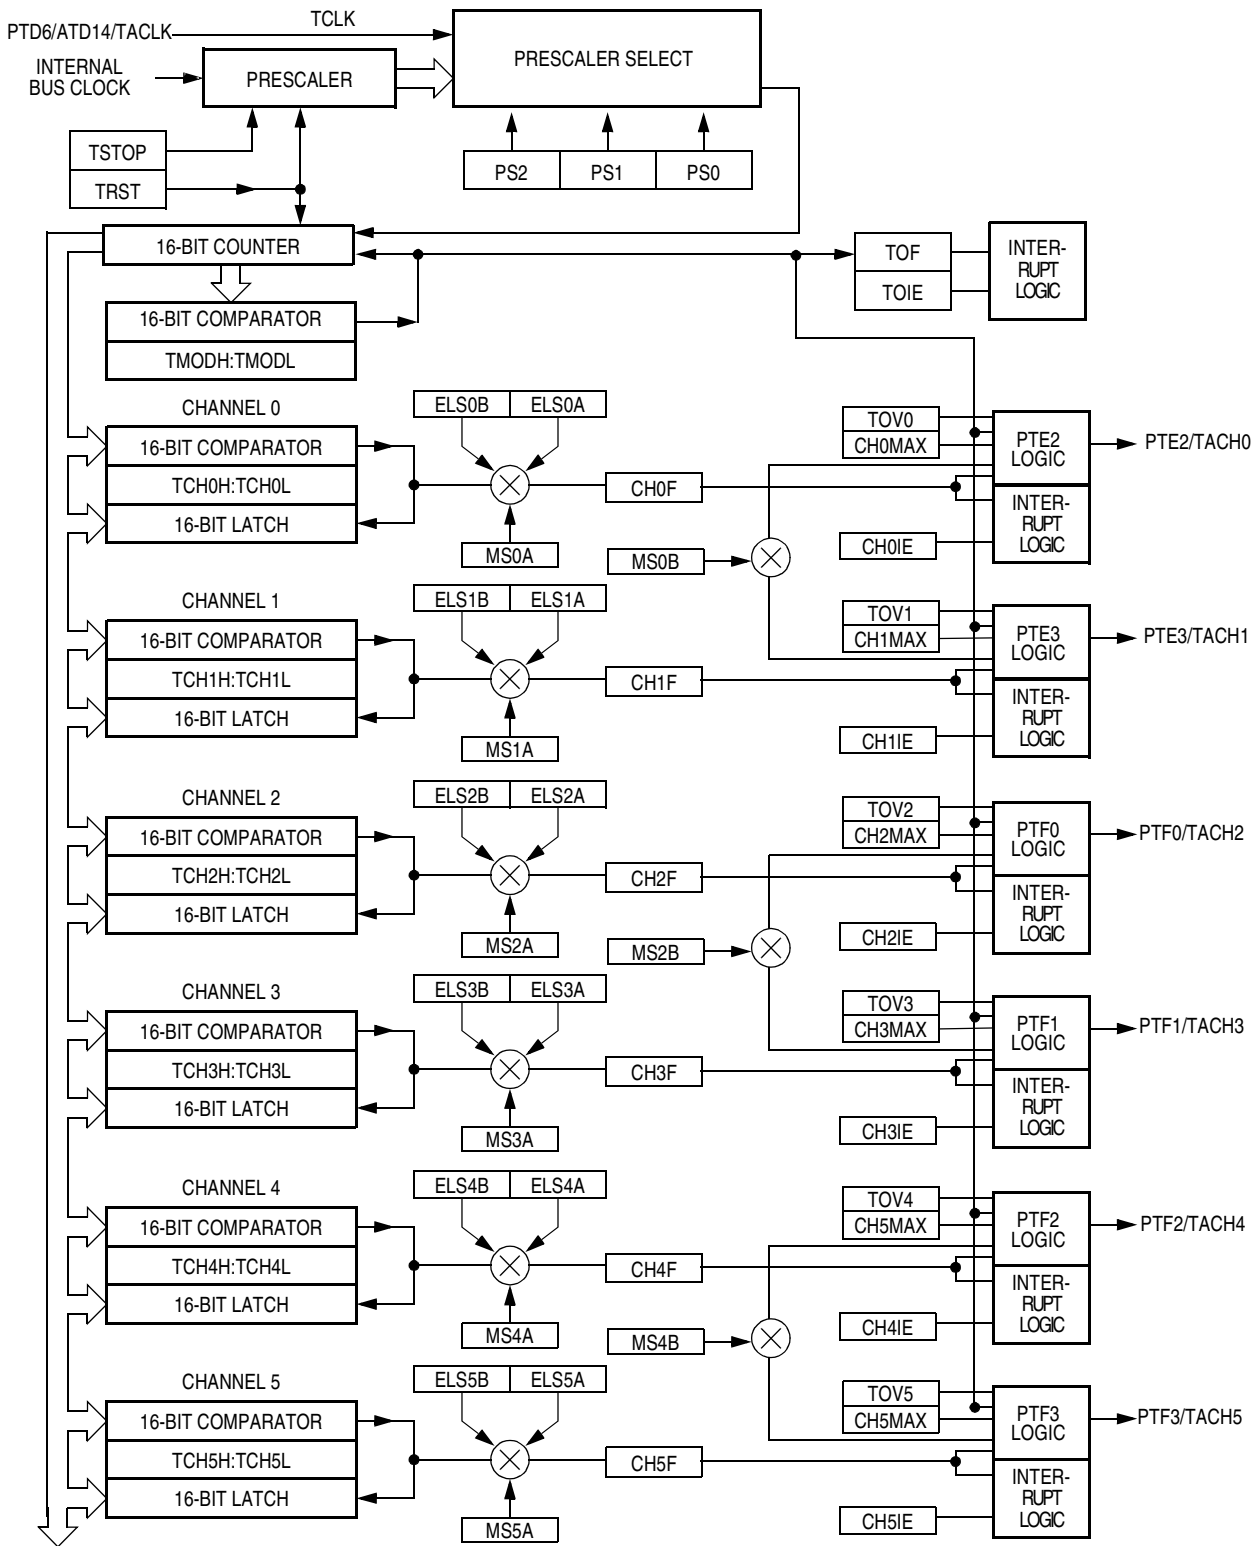 TCLK
PTD6/ATD14/TACLK
INTERNAL
BUS CLOCK
PRESCALER
PRESCALER SELECT
TSTOP
TRST
PS2
PS1
PS0
16-BIT COUNTER
16-BIT COMPARATOR
TMODH:TMODL
TOF
TOIE
INTER-
RUPT
LOGIC
CHANNEL 0
16-BIT COMPARATOR
TCH0H:TCH0L
16-BIT LATCH
ELS0B
ELS0A
MS0A
CH0F
MS0B
TOV0
CH0MAX
CH0IE
PTE2
LOGIC
INTER-
RUPT
LOGIC
PTE2/TACH0
CHANNEL 1
16-BIT COMPARATOR
TCH1H:TCH1L
16-BIT LATCH
ELS1B
ELS1A
MS1A
CH1F
TOV1
CH1MAX
CH1IE
PTE3
LOGIC
INTER-
RUPT
LOGIC
PTE3/TACH1
CHANNEL 2
16-BIT COMPARATOR
TCH2H:TCH2L
16-BIT LATCH
ELS2B
ELS2A
MS2A
CH2F
MS2B
TOV2
CH2MAX
CH2IE
PTF0
LOGIC
INTER-
RUPT
LOGIC
PTF0/TACH2
CHANNEL 3
16-BIT COMPARATOR
TCH3H:TCH3L
16-BIT LATCH
ELS3B
ELS3A
MS3A
CH3F
TOV3
CH3MAX
CH3IE
PTF1
LOGIC
INTER-
RUPT
LOGIC
PTF1/TACH3
CHANNEL 4
16-BIT COMPARATOR
TCH4H:TCH4L
16-BIT LATCH
ELS4B
ELS4A
MS4A
CH4F
MS4B
TOV4
CH5MAX
CH4IE
PTF2
LOGIC
INTER-
RUPT
LOGIC
PTF2/TACH4
CHANNEL 5
16-BIT COMPARATOR
TCH5H:TCH5L
16-BIT LATCH
ELS5B
ELS5A
MS5A
CH5F
TOV5
CH5MAX
CH5IE
PTF3
LOGIC
INTER-
RUPT
LOGIC
PTF3/TACH5